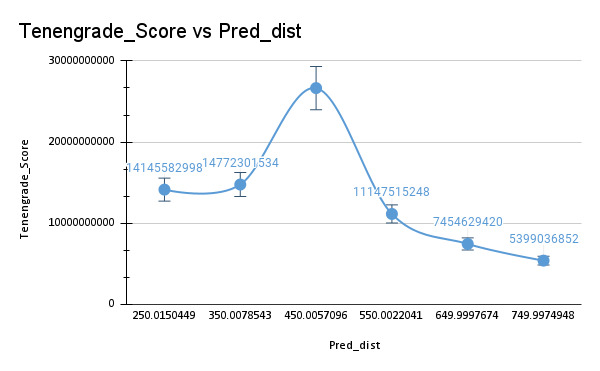 Tenengrade_Score vs Pred_dist
30000000000
20000000000
10000000000
0
Tenengrade_Score
14145582998
14772301534
11147515248
7454629420
5399036852
250.0150449 350.0078543 450.0057096 550.0022041 649.9997674 749.9974948
Pred_dist